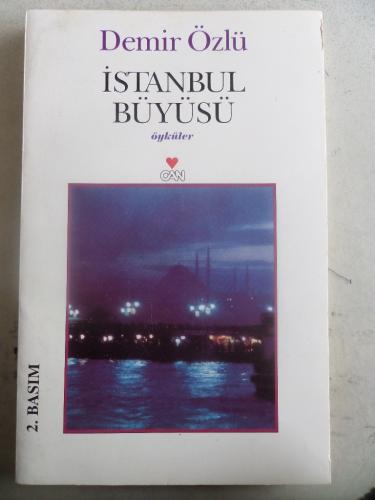 Demir Özlü
İSTANBUL
BÜYÜSÜ
öyküler
CAN
2. BASIM